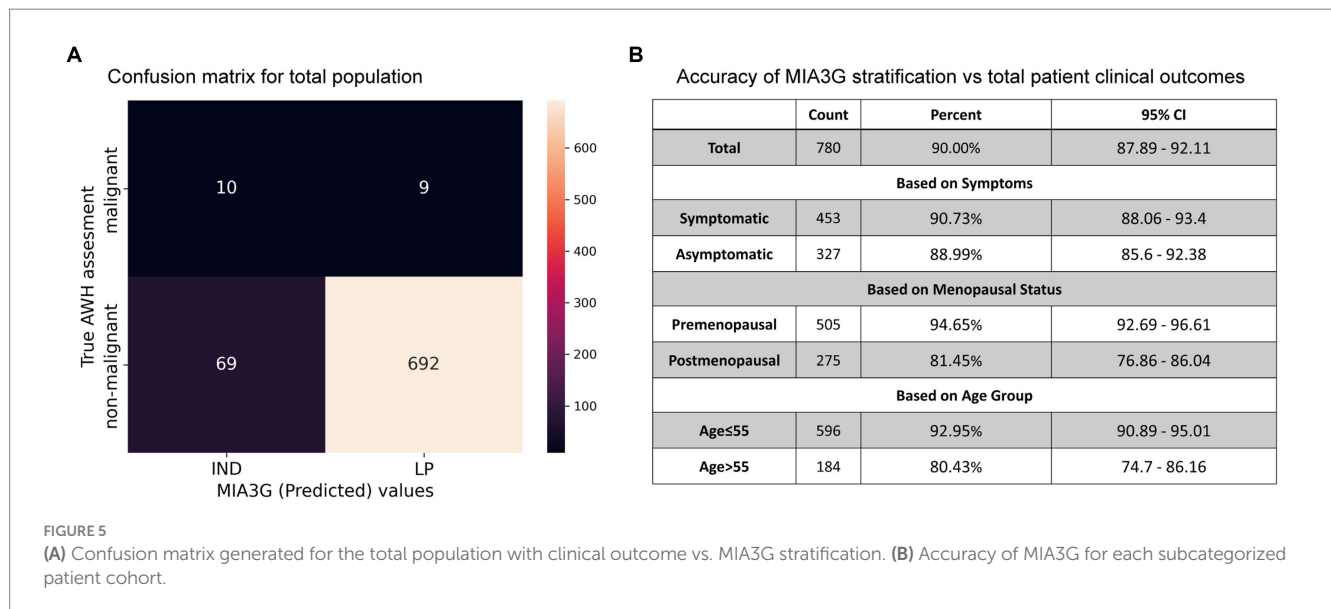 A
Confusion matrix for total population
True AWH assesment
malignant
non-malignant
10
9
69
692
IND
LP
MIA3G (Predicted) values
600
500
400
300
200
100
B
Accuracy of MIA3G stratification vs total patient clinical outcomes
Count Percent 95% CI
Total 780 90.00% 87.89 - 92.11
Based on Symptoms
Symptomatic 453 90.73% 88.06 - 93.4
Asymptomatic 327 88.99% 85.6 - 92.38
Based on Menopausal Status
Premenopausal 505 94.65% 92.69 - 96.61
Postmenopausal 275 81.45% 76.86 - 86.04
Based on Age Group
Age≤55 596 92.95% 90.89 - 95.01
Age>55 184 80.43% 74.7 - 86.16
FIGURE 5
(A) Confusion matrix generated for the total population with clinical outcome vs. MIA3G stratification. (B) Accuracy of MIA3G for each subcategorized
patient cohort.